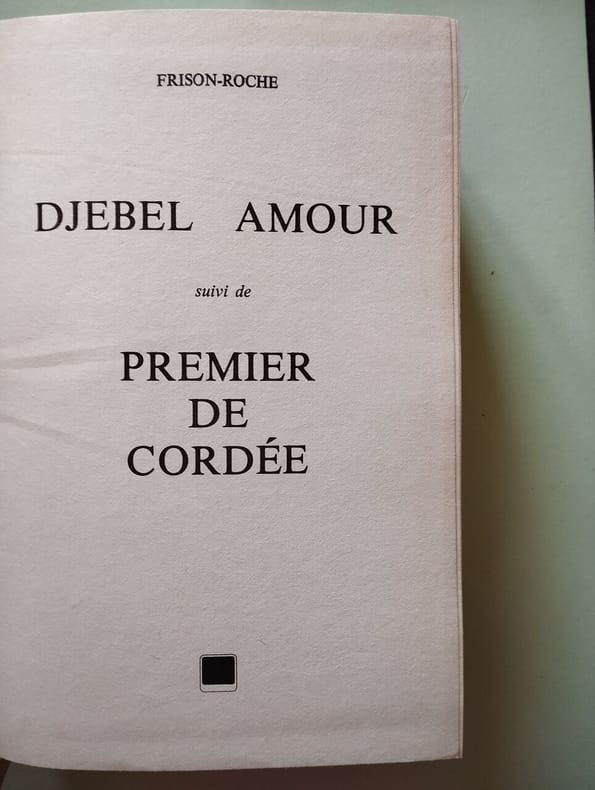 FRISON-ROCHE
DJEBEL AMOUR
suivi de
PREMIER
DE
CORDÉE